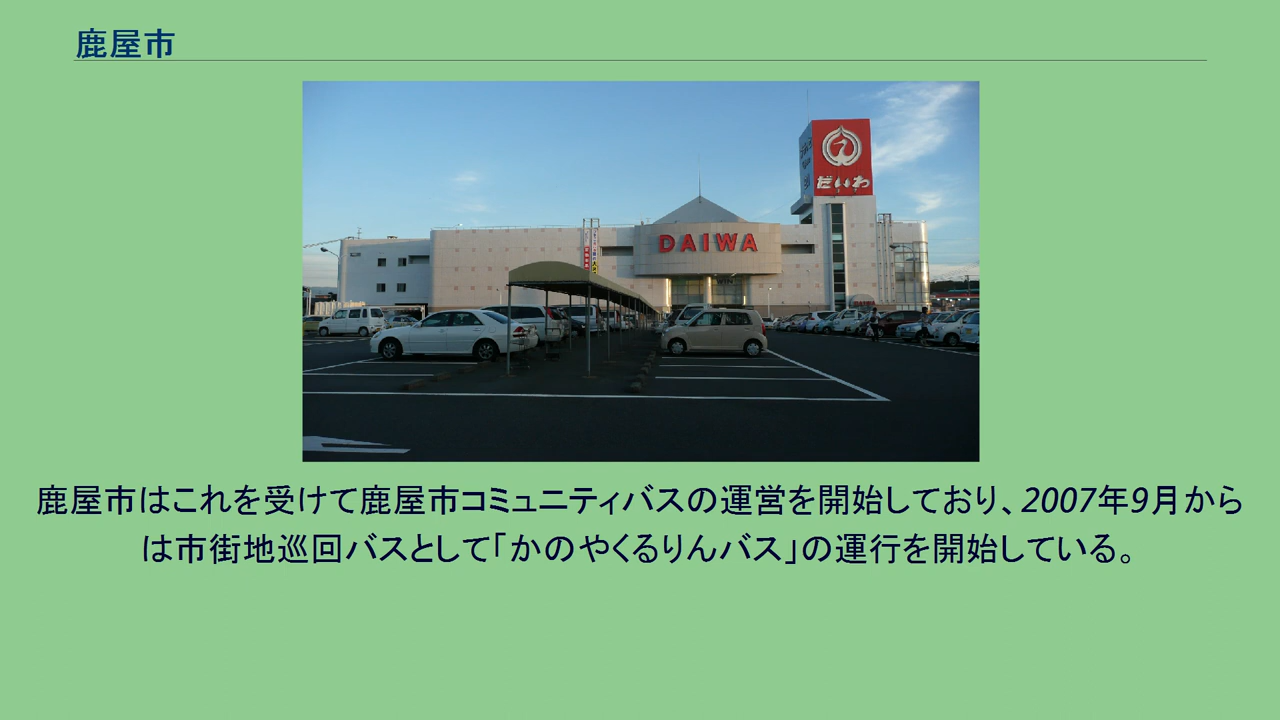 鹿屋市
だいわ
DAIWA
鹿屋市はこれを受けて鹿屋市コミュニティバスの運営を開始しており、2007年9月から
は市街地巡回バスとして「かのやくるりんバス」の運行を開始している。